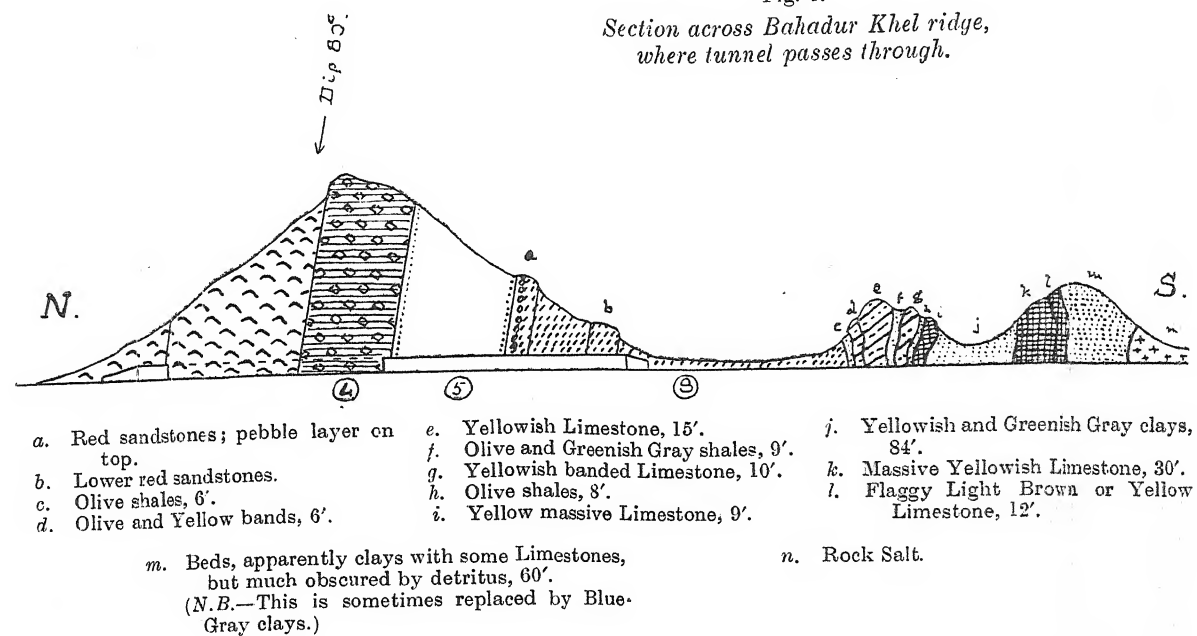 Section across Bahadur Khel ridge,
where tunnel passes through.
Dip 80°.
N.
S.
a
b
c
d
e
f
g
h
i
j
k
l
m
n
4
5
a. Red sandstones; pebble layer on
top.
b. Lower red sandstones.
c. Olive shales, 6′.
d. Olive and Yellow bands, 6′.
e. Yellowish Limestone, 15′.
f. Olive and Greenish Gray shales, 9′.
g. Yellowish banded Limestone, 10′.
h. Olive shales, 8′.
i. Yellow massive Limestone, 9′.
j. Yellowish and Greenish Gray clays,
84′.
k. Massive Yellowish Limestone, 30′.
l. Flaggy Light Brown or Yellow
Limestone, 12′.
m. Beds, apparently clays with some Limestones,
but much obscured by detritus, 60′.
(N.B.—This is sometimes replaced by Blue-
Gray clays.)
n. Rock Salt.